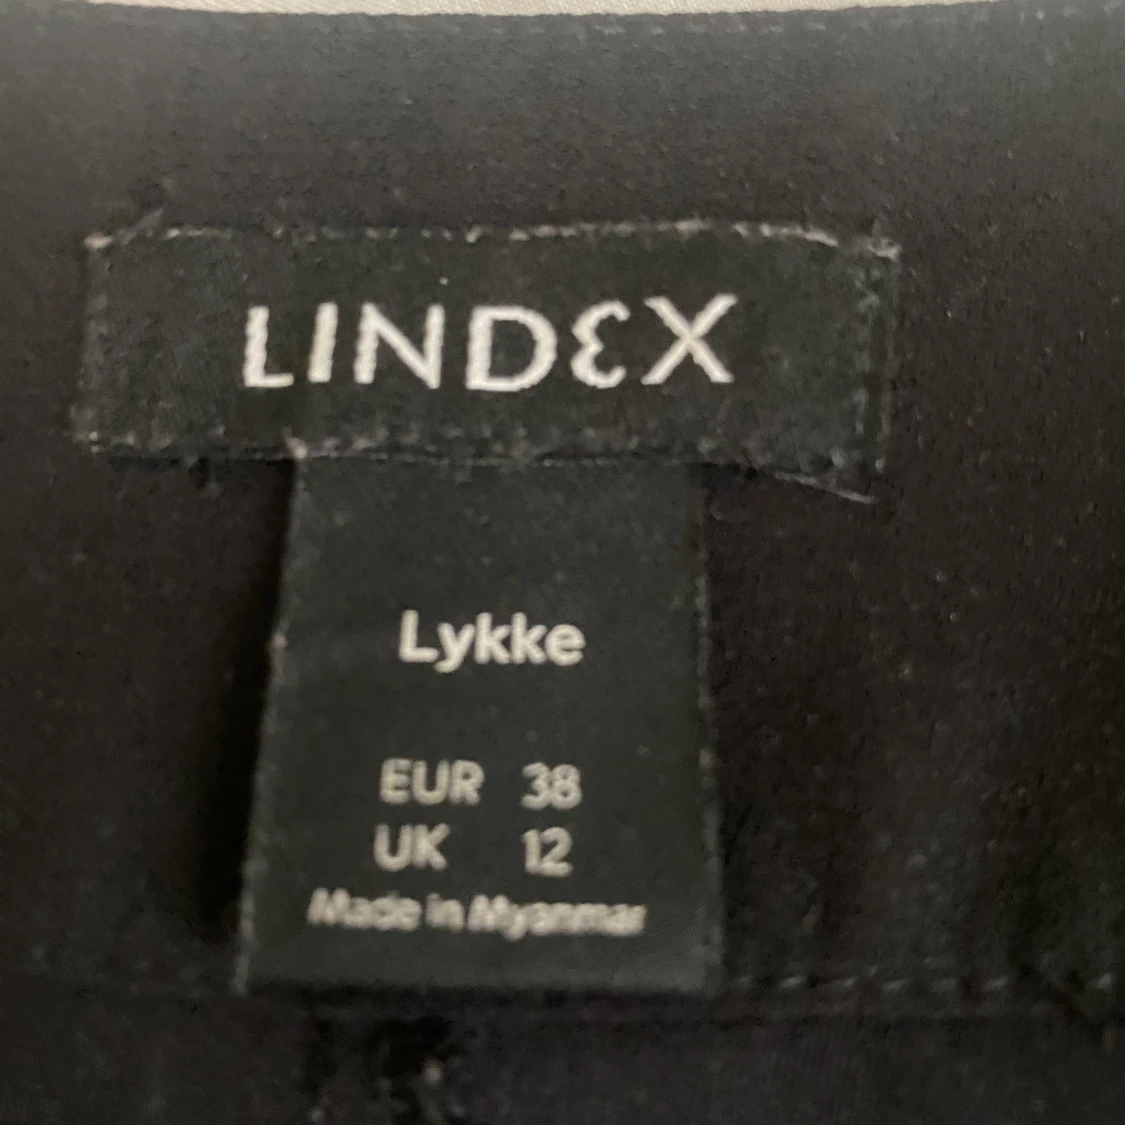 LINDEX
Lykke
EUR 38
UK 12
Made in Myanmar